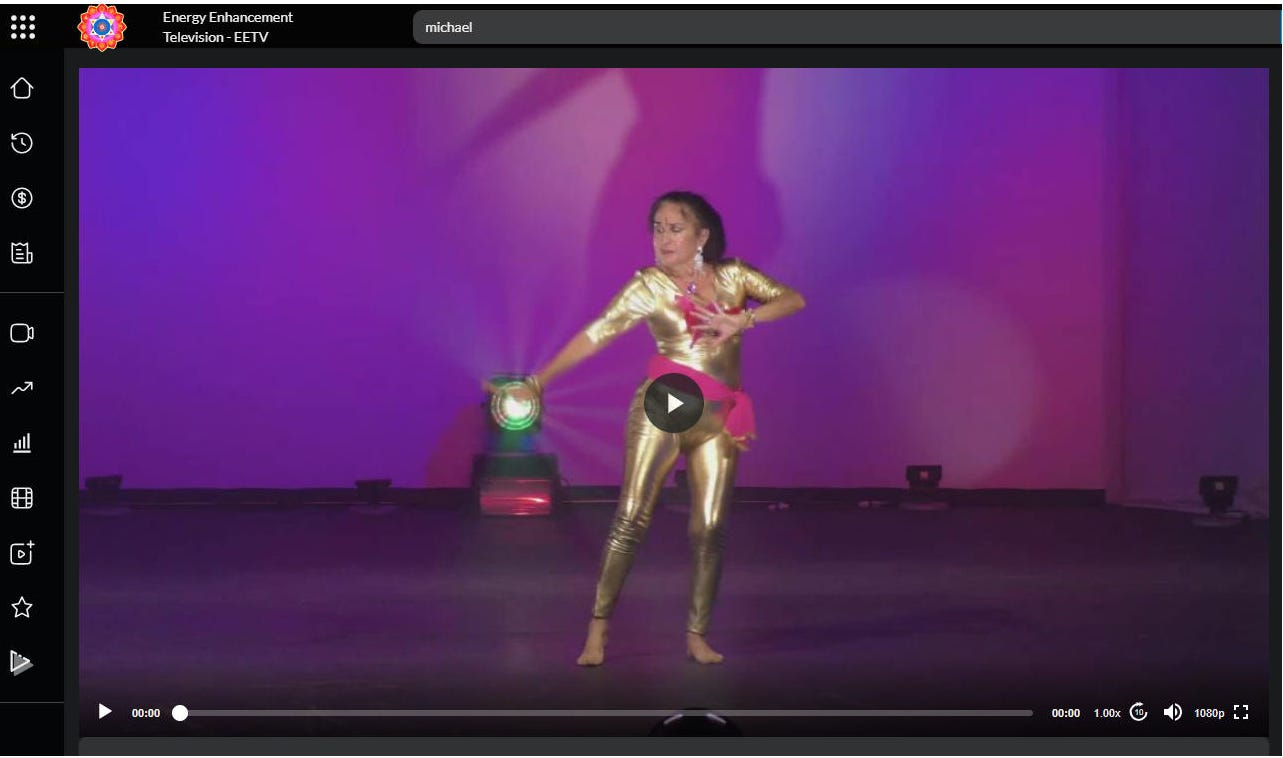 Energy Enhancement
Television - EETV
michael
00:00
00:00
1.00x
10
1080p